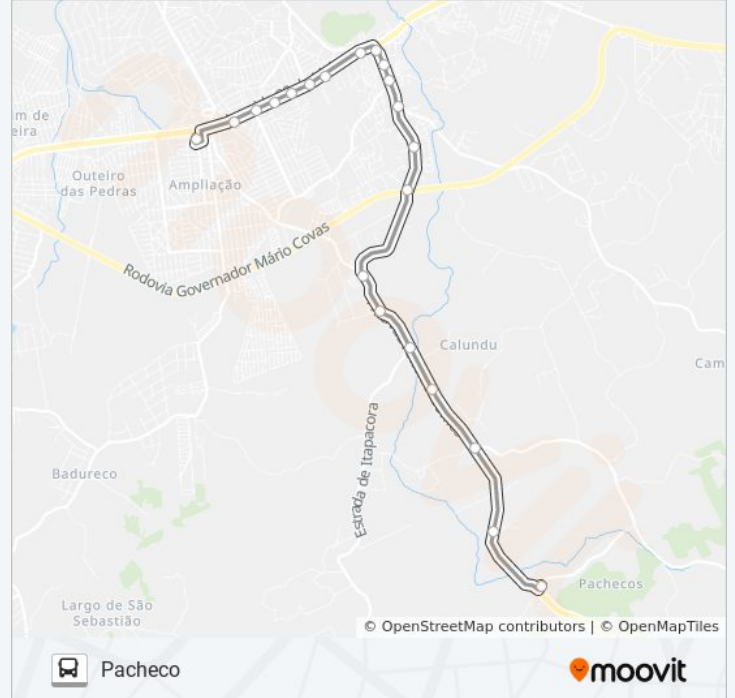 m de
eira
Outeiro
das Pedras
Ampliação
Rodovia Governador Mário Covas
Calundu
Cam
Estrada de Itapacora
Badureco
Pachecos
Largo de São
Sebastião
© OpenStreetMap contributors | © OpenMapTiles
Pacheco
moovit